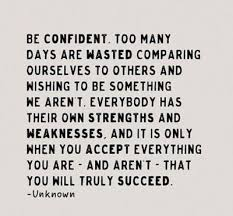 BE CONFIDENT. TOO MANY
DAYS ARE WASTED COMPARING
OURSELVES TO OTHERS AND
WISHING TO BE SOMETHING
WE AREN'T. EVERYBODY HAS
THEIR OWN STRENGTHS AND
WEAKNESSES, AND IT IS ONLY
WHEN YOU ACCEPT EVERYTHING
YOU ARE - AND AREN'T - THAT
YOU WILL TRULY SUCCEED.
-Unknown